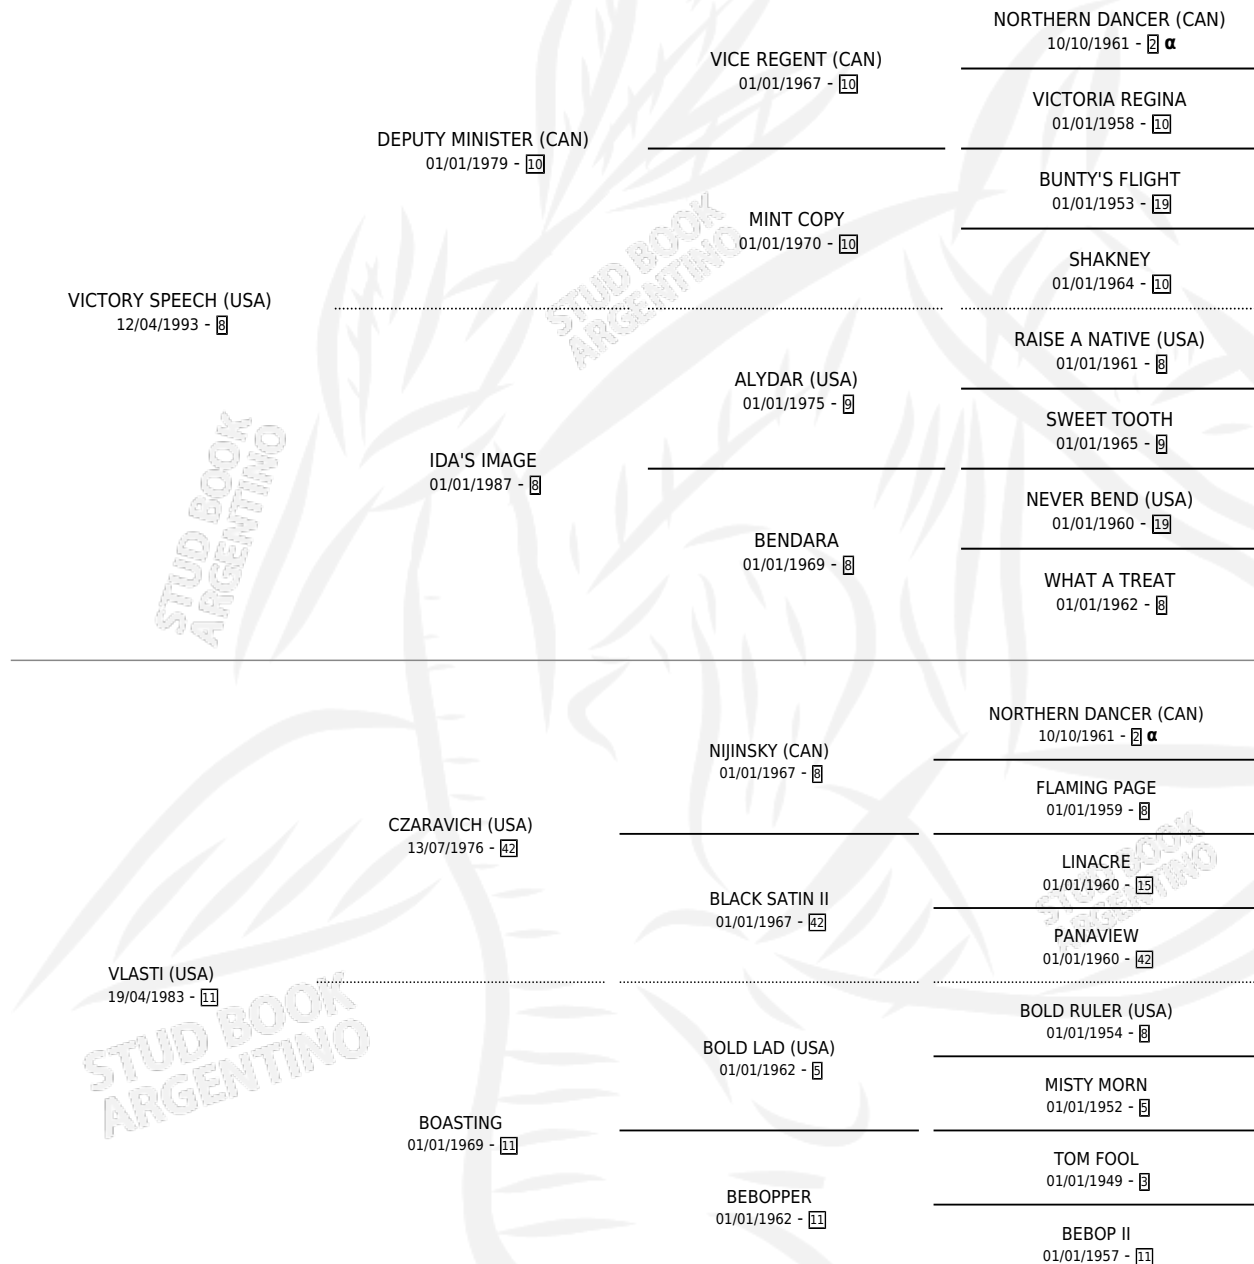 NORTHERN DANCER (CAN)
10/10/1961 - 2 α
VICE REGENT (CAN)
01/01/1967 - 10
VICTORIA REGINA
01/01/1958 - 10
DEPUTY MINISTER (CAN)
01/01/1979 - 10
BUNTY'S FLIGHT
01/01/1953 - 19
MINT COPY
01/01/1970 - 10
SHAKNEY
01/01/1964 - 10
VICTORY SPEECH (USA)
12/04/1993 - 8
RAISE A NATIVE (USA)
01/01/1961 - 8
ALYDAR (USA)
01/01/1975 - 9
SWEET TOOTH
01/01/1965 - 9
IDA'S IMAGE
01/01/1987 - 8
NEVER BEND (USA)
01/01/1960 - 19
BENDARA
01/01/1969 - 8
WHAT A TREAT
01/01/1962 - 8
NORTHERN DANCER (CAN)
10/10/1961 - 2 α
NIJINSKY (CAN)
01/01/1967 - 8
FLAMING PAGE
01/01/1959 - 8
CZARAVICH (USA)
13/07/1976 - 42
LINACRE
01/01/1960 - 15
BLACK SATIN II
01/01/1967 - 42
PANAVIEW
01/01/1960 - 42
VLASTI (USA)
19/04/1983 - 11
BOLD RULER (USA)
01/01/1954 - 8
BOLD LAD (USA)
01/01/1962 - 5
MISTY MORN
01/01/1952 - 5
BOASTING
01/01/1969 - 11
TOM FOOL
01/01/1949 - 3
BEBOPPER
01/01/1962 - 11
BEBOP II
01/01/1957 - 11
STUD BOOK
ARGENTINO
STUD BOOK
ARGENTINO
STUD BOOK
ARGENTINO
STUD BOOK
ARGENTINO